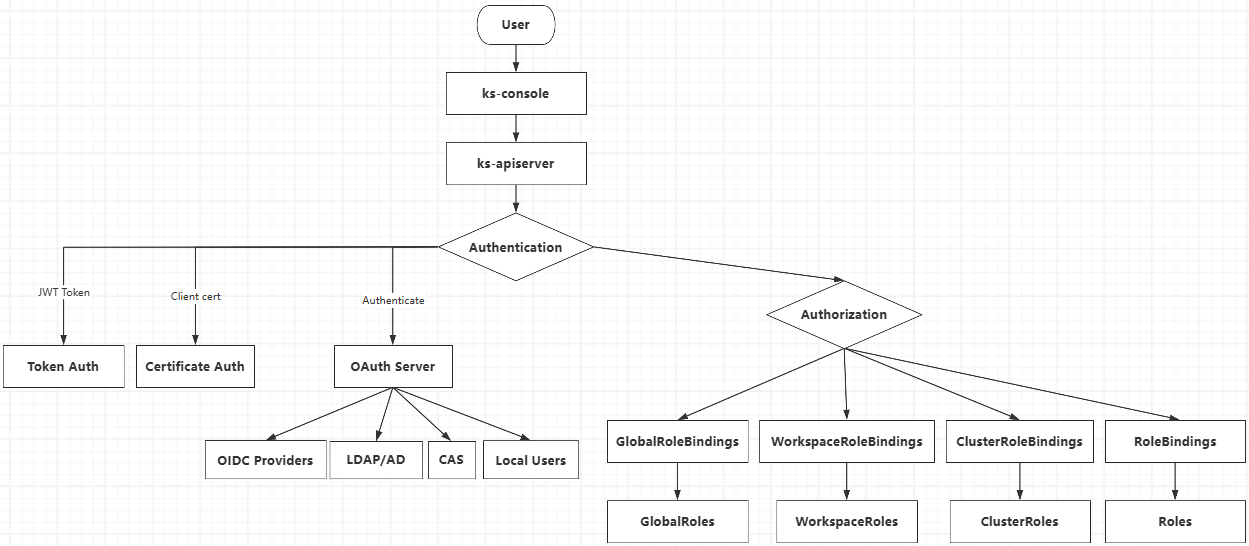 User
ks-console
ks-apiserver
Authentication
JWT Token
Client cert
Authenticate
Authorization
Token Auth
Certificate Auth
OAuth Server
OIDC Providers
LDAP/AD
CAS
Local Users
GlobalRoleBindings
WorkspaceRoleBindings
ClusterRoleBindings
RoleBindings
GlobalRoles
WorkspaceRoles
ClusterRoles
Roles